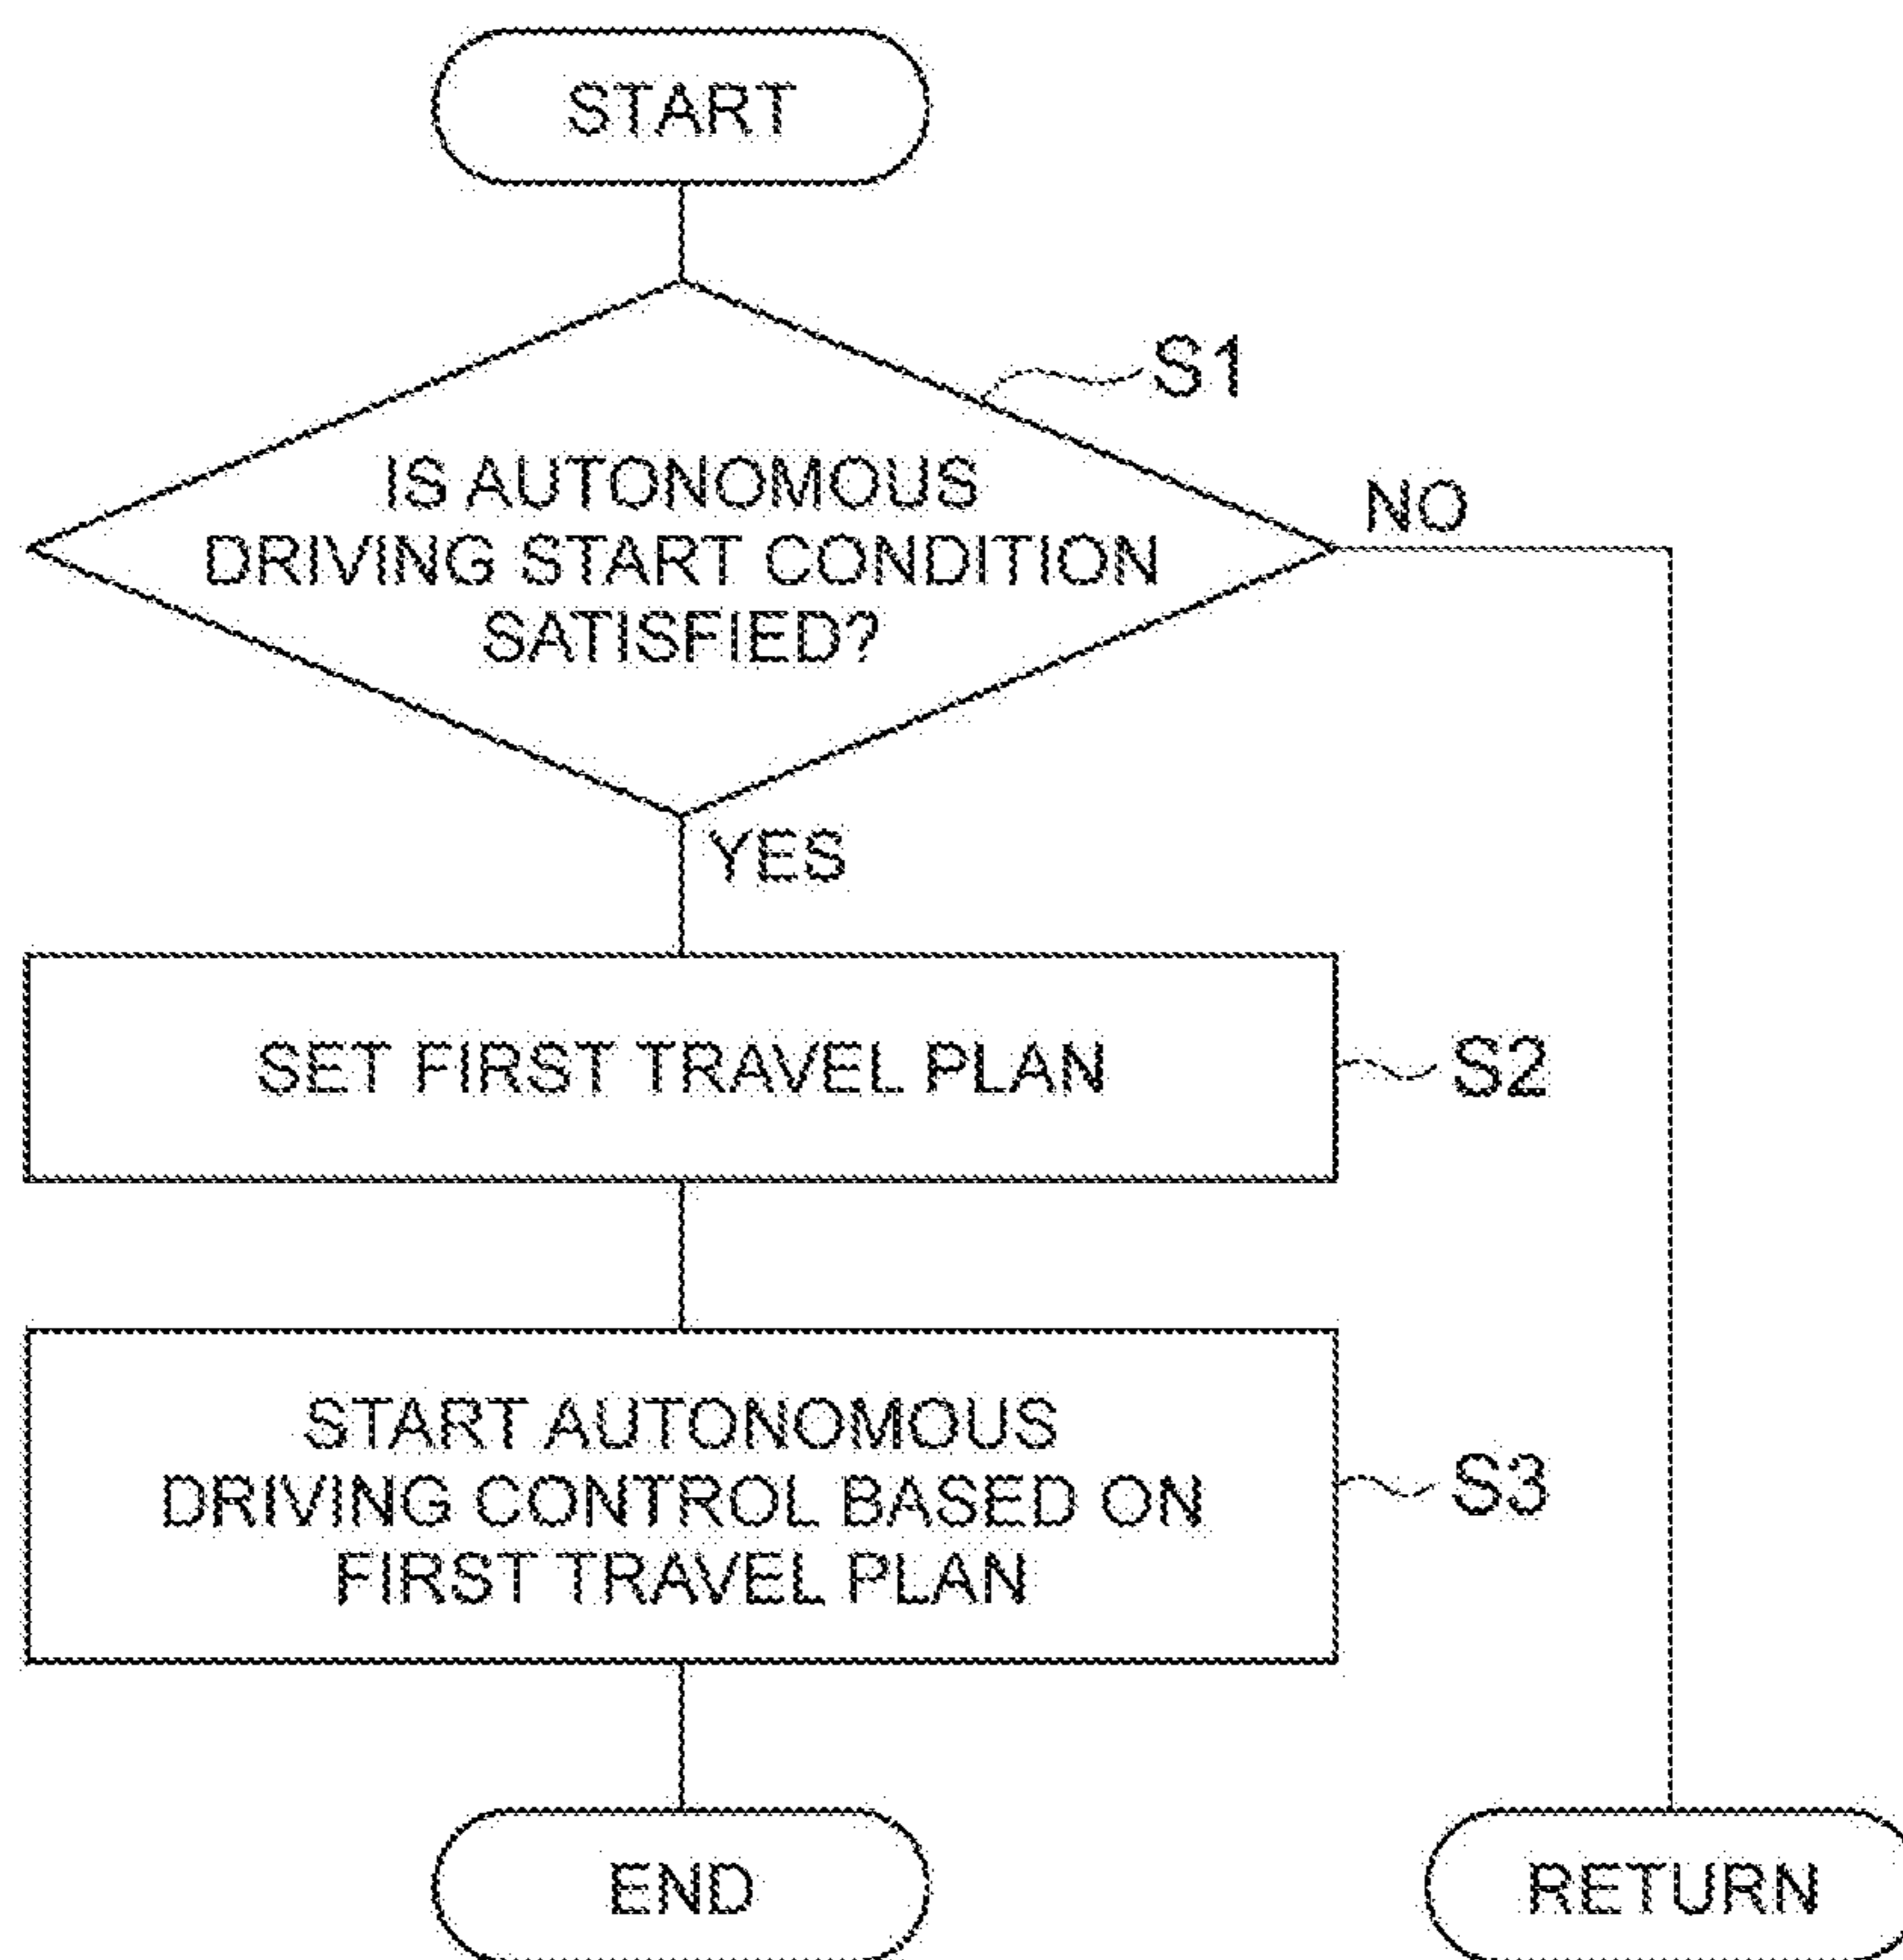 START
S1
IS AUTONOMOUS
DRIVING START CONDITION
SATISFIED?
NO
YES
SET FIRST TRAVEL PLAN
S2
START AUTONOMOUS
DRIVING CONTROL BASED ON
FIRST TRAVEL PLAN
S3
END
RETURN